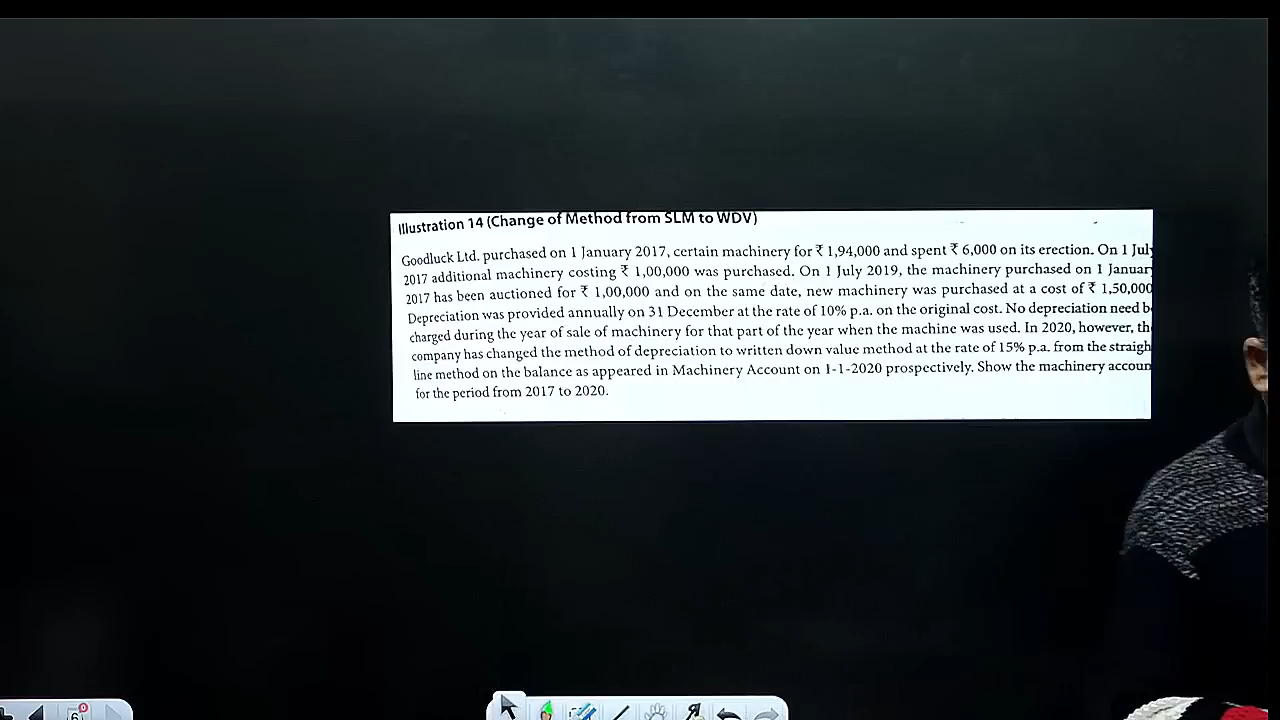 Illustration 14 (Change of Method from SLM to WDV)
Goodluck Ltd. purchased on 1 January 2017, certain machinery for ₹ 1,94,000 and spent ₹ 6,000 on its erection. On 1 July
2017 additional machinery costing ₹ 1,00,000 was purchased. On 1 July 2019, the machinery purchased on 1 Januar
2017 has been auctioned for ₹ 1,00,000 and on the same date, new machinery was purchased at a cost of ₹ 1,50,000
Depreciation was provided annually on 31 December at the rate of 10% p.a. on the original cost. No depreciation need b
charged during the year of sale of machinery for that part of the year when the machine was used. In 2020, however, th
company has changed the method of depreciation to written down value method at the rate of 15% p.a. from the straigh
line method on the balance as appeared in Machinery Account on 1-1-2020 prospectively. Show the machinery accoun
for the period from 2017 to 2020.